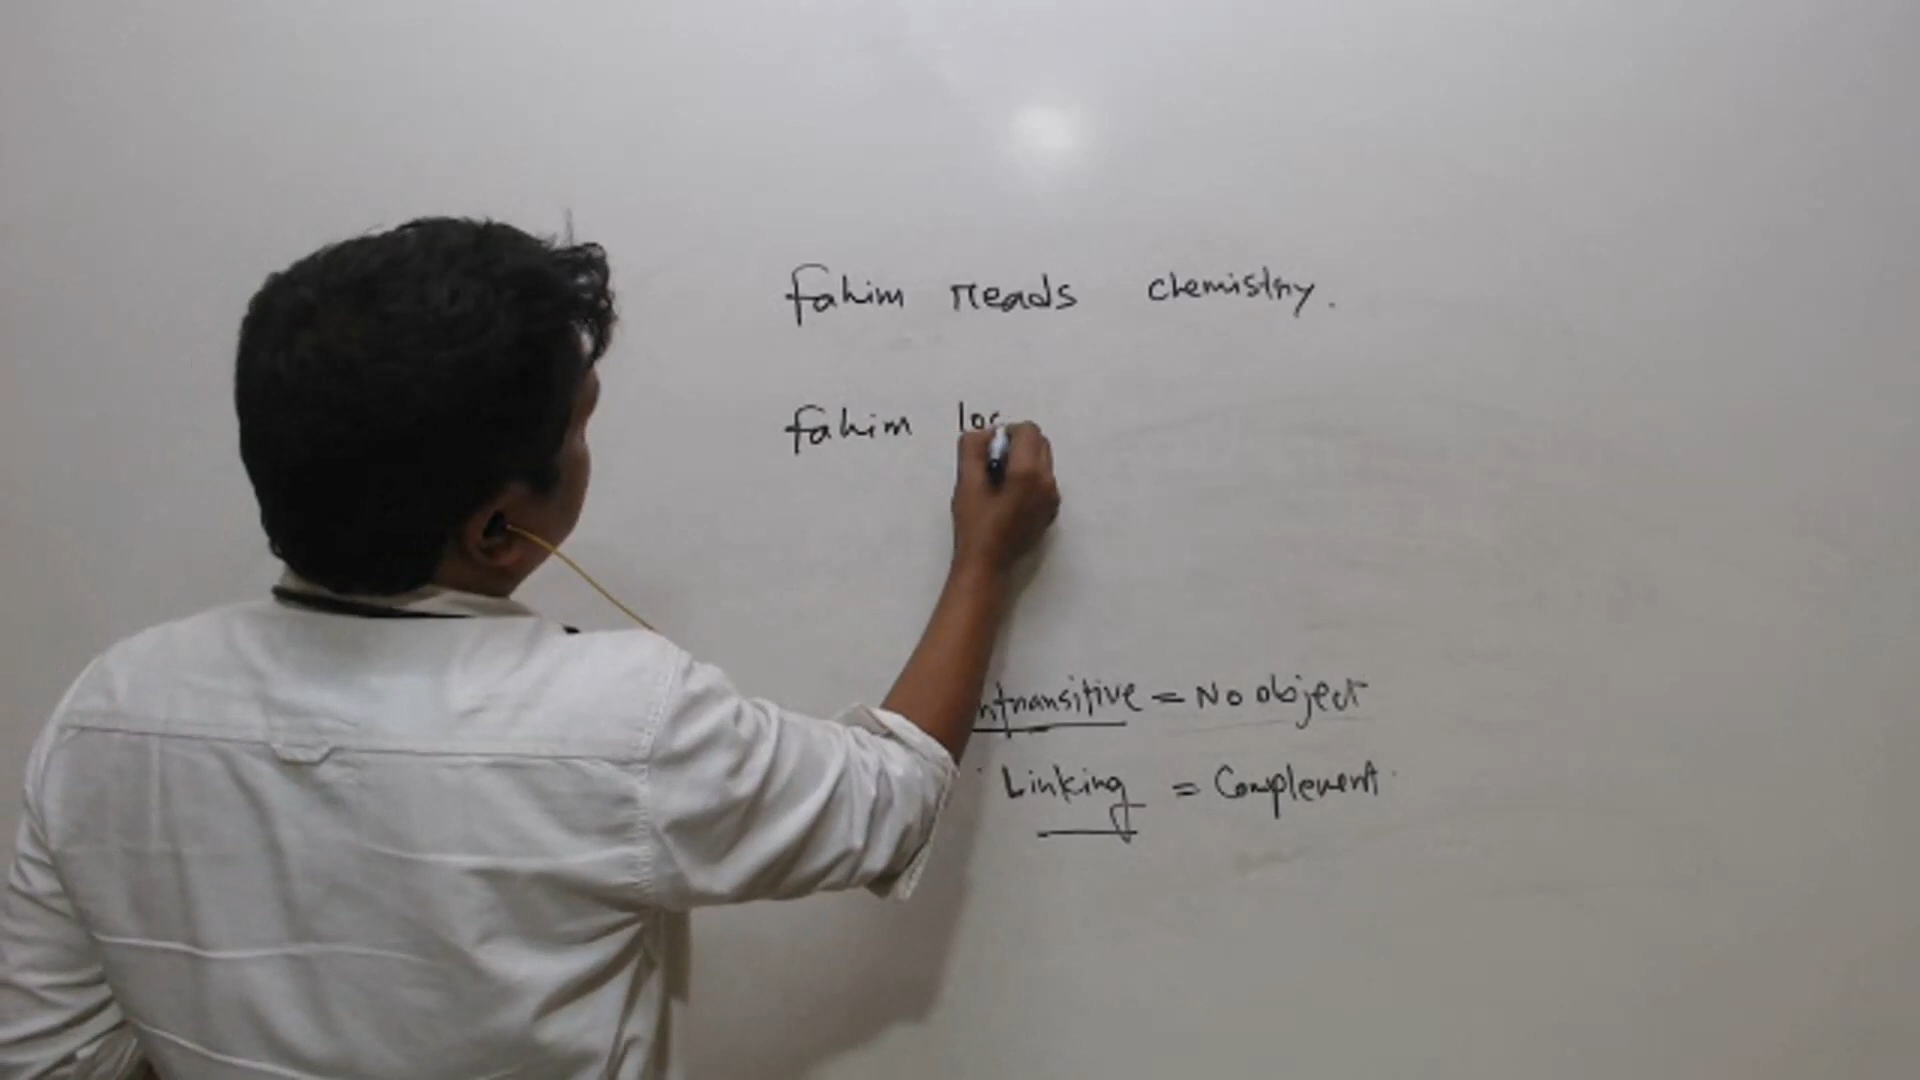 Fahim reads chemistry.
Fahim lo
ntransitive = No object
Linking = Complement